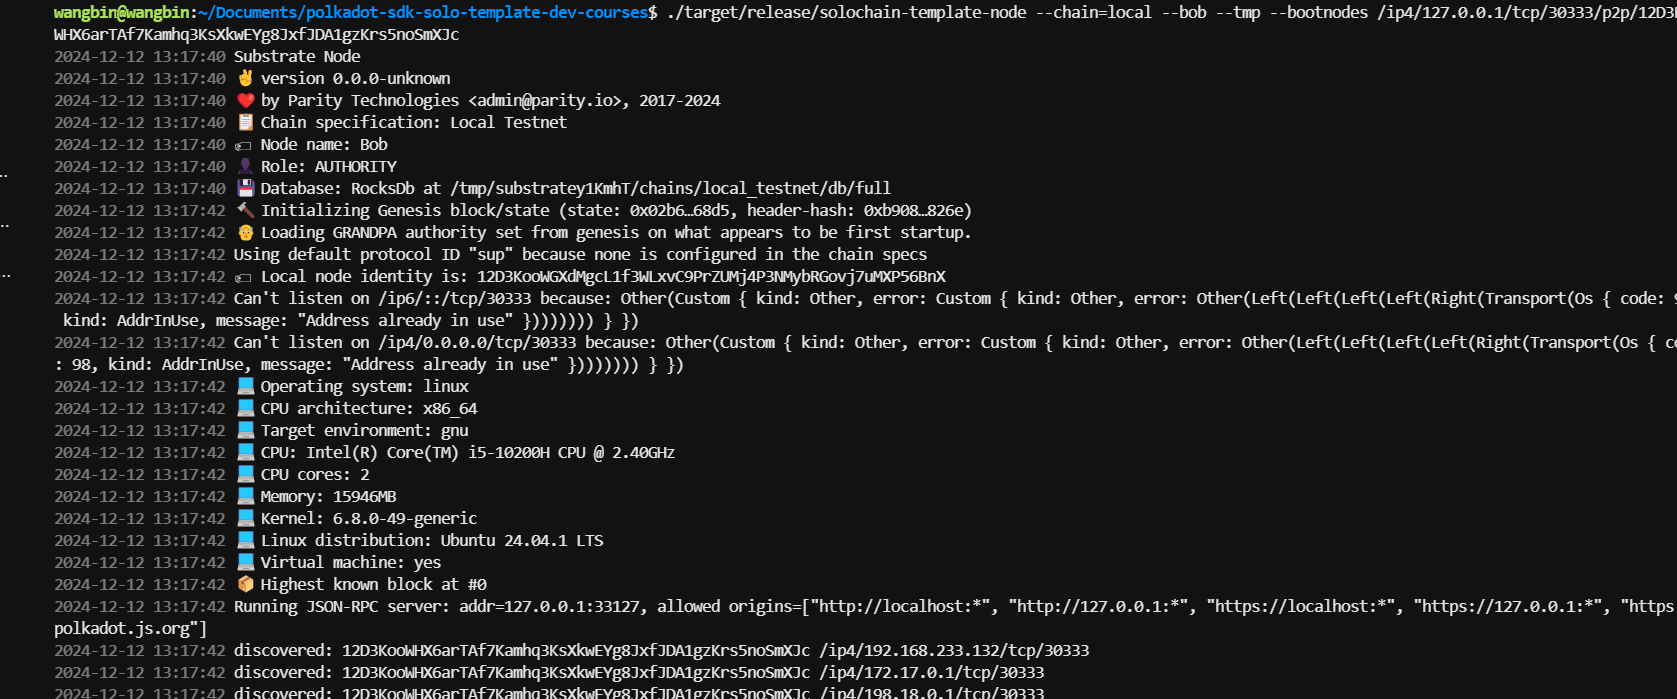 wangbin@wangbin:~/Documents/polkadot-sdk-solo-template-dev-courses$ ./target/release/solochain-template-node --chain=local --bob --tmp --bootnodes /ip4/127.0.0.1/tcp/30333/p2p/12D3
WHX6arTAf7Kamhq3KsXkwEYg8JxfJDA1gzKrs5noSmXJc
2024-12-12 13:17:40 Substrate Node
2024-12-12 13:17:40 ✌️ version 0.0.0-unknown
2024-12-12 13:17:40 ❤️ by Parity Technologies <admin@parity.io>, 2017-2024
2024-12-12 13:17:40 📋 Chain specification: Local Testnet
2024-12-12 13:17:40 🏷 Node name: Bob
2024-12-12 13:17:40 👤 Role: AUTHORITY
2024-12-12 13:17:40 💾 Database: RocksDb at /tmp/substratey1KmhT/chains/local_testnet/db/full
2024-12-12 13:17:42 🔨 Initializing Genesis block/state (state: 0x02b6…68d5, header-hash: 0xb908…826e)
2024-12-12 13:17:42 👴 Loading GRANDPA authority set from genesis on what appears to be first startup.
2024-12-12 13:17:42 Using default protocol ID "sup" because none is configured in the chain specs
2024-12-12 13:17:42 🏷 Local node identity is: 12D3KooWGXdMgcL1f3WLxvC9PrZUMj4P3NMybRGovj7uMXP56BnX
2024-12-12 13:17:42 Can't listen on /ip6/::/tcp/30333 because: Other(Custom { kind: Other, error: Custom { kind: Other, error: Other(Left(Left(Left(Left(Right(Transport(Os { code: 9
kind: AddrInUse, message: "Address already in use" })))))))) } })
2024-12-12 13:17:42 Can't listen on /ip4/0.0.0.0/tcp/30333 because: Other(Custom { kind: Other, error: Custom { kind: Other, error: Other(Left(Left(Left(Left(Right(Transport(Os { co
: 98, kind: AddrInUse, message: "Address already in use" })))))))) } })
2024-12-12 13:17:42 💻 Operating system: linux
2024-12-12 13:17:42 💻 CPU architecture: x86_64
2024-12-12 13:17:42 💻 Target environment: gnu
2024-12-12 13:17:42 💻 CPU: Intel(R) Core(TM) i5-10200H CPU @ 2.40GHz
2024-12-12 13:17:42 💻 CPU cores: 2
2024-12-12 13:17:42 💻 Memory: 15946MB
2024-12-12 13:17:42 💻 Kernel: 6.8.0-49-generic
2024-12-12 13:17:42 💻 Linux distribution: Ubuntu 24.04.1 LTS
2024-12-12 13:17:42 💻 Virtual machine: yes
2024-12-12 13:17:42 📦 Highest known block at #0
2024-12-12 13:17:42 Running JSON-RPC server: addr=127.0.0.1:33127, allowed origins=["http://localhost:*", "http://127.0.0.1:*", "https://localhost:*", "https://127.0.0.1:*", "https
polkadot.js.org"]
2024-12-12 13:17:42 discovered: 12D3KooWHX6arTAf7Kamhq3KsXkwEYg8JxfJDA1gzKrs5noSmXJc /ip4/192.168.233.132/tcp/30333
2024-12-12 13:17:42 discovered: 12D3KooWHX6arTAf7Kamhq3KsXkwEYg8JxfJDA1gzKrs5noSmXJc /ip4/172.17.0.1/tcp/30333
2024-12-12 13:17:42 discovered: 12D3KooWHX6arTAf7Kamhq3KsXkwEYg8JxfJDA1gzKrs5noSmXJc /ip4/198.18.0.1/tcp/30333